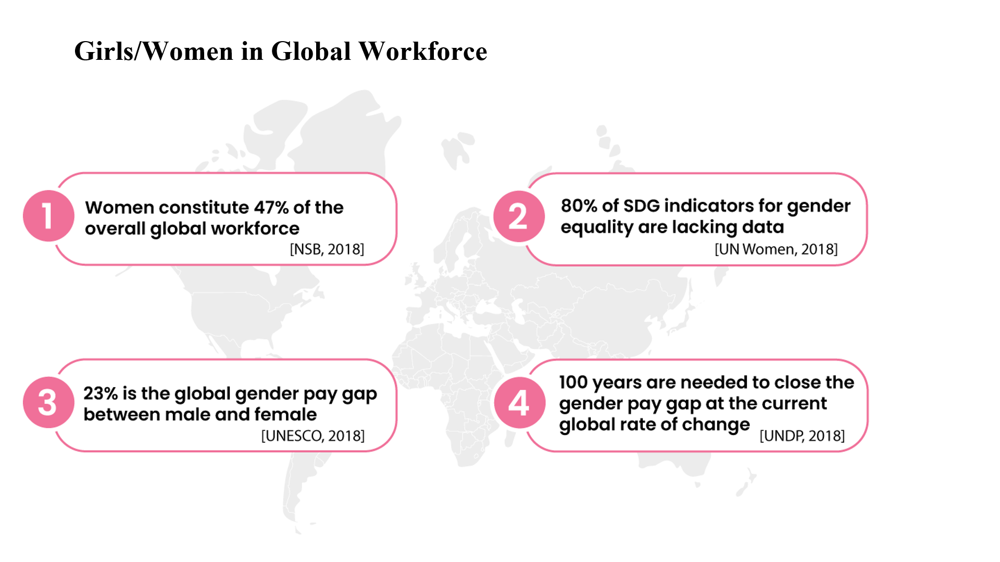 Girls/Women in Global Workforce
1
Women constitute 47% of the
overall global workforce
[NSB, 2018]
2
80% of SDG indicators for gender
equality are lacking data
[UN Women, 2018]
3
23% is the global gender pay gap
between male and female
[UNESCO, 2018]
4
100 years are needed to close the
gender pay gap at the current
global rate of change
[UNDP, 2018]